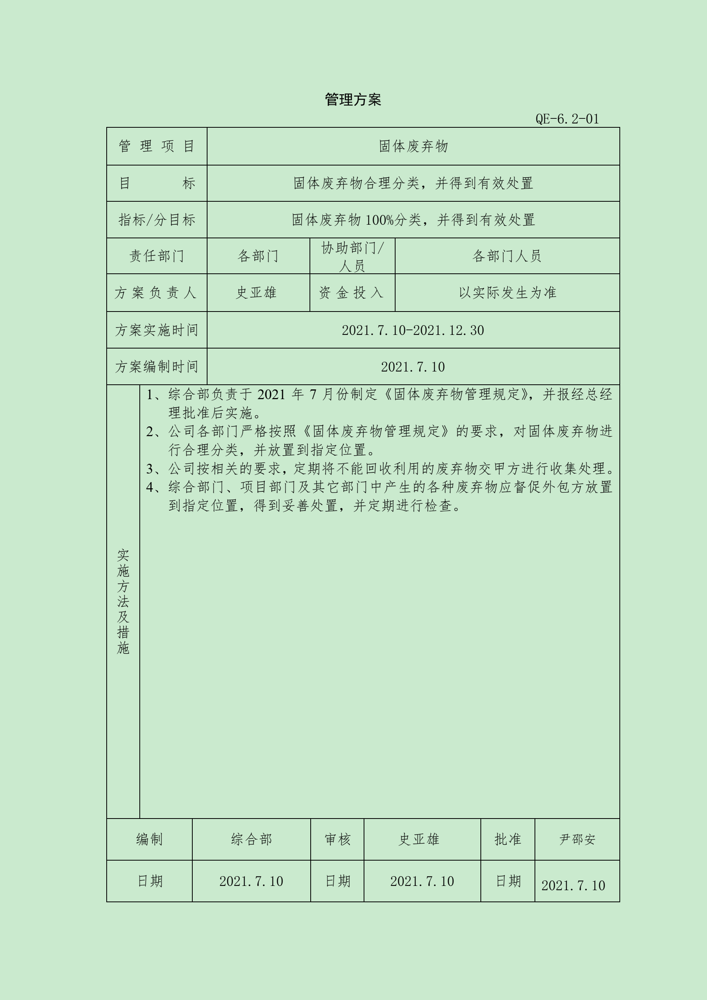 管理方案
QE-6.2-01
管理项目 固体废弃物
目 标 固体废弃物合理分类，并得到有效处置
指标/分目标 固体废弃物 100%分类，并得到有效处置
责任部门 各部门 协助部门/人员 各部门人员
方案负责人 史亚雄 资金投入 以实际发生为准
方案实施时间 2021.7.10-2021.12.30
方案编制时间 2021.7.10
实施方法及措施
1、综合部负责于 2021 年 7 月份制定《固体废弃物管理规定》，并报经总经
理批准后实施。
2、公司各部门严格按照《固体废弃物管理规定》的要求，对固体废弃物进
行合理分类，并放置到指定位置。
3、公司按相关的要求，定期将不能回收利用的废弃物交甲方进行收集处理。
4、综合部门、项目部门及其它部门中产生的各种废弃物应督促外包方放置
到指定位置，得到妥善处置，并定期进行检查。
编制 综合部 审核 史亚雄 批准 尹邵安
日期 2021.7.10 日期 2021.7.10 日期 2021.7.10